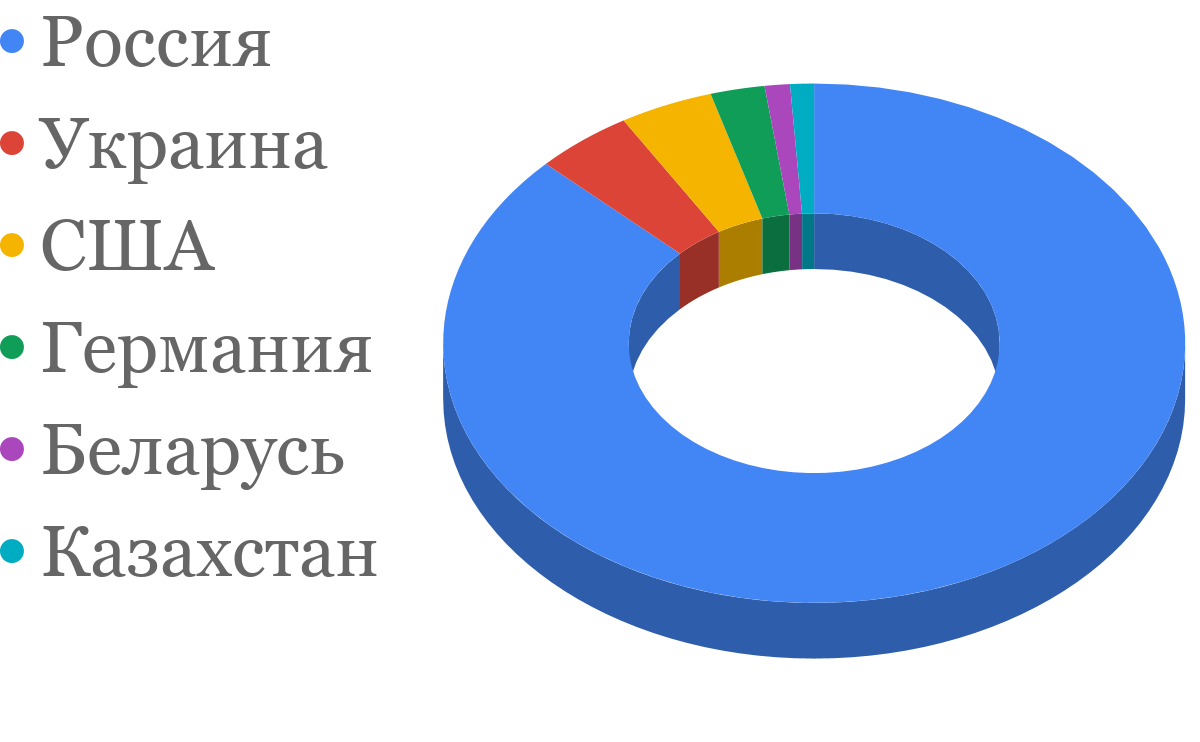 Россия
Украина
США
Германия
Беларусь
Казахстан